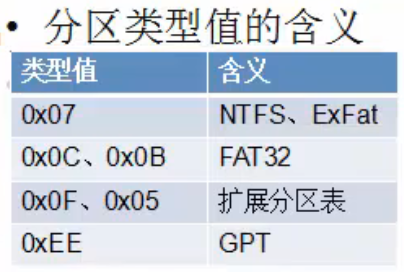 • 分区类型值的含义
类型值 含义
0x07 NTFS、ExFat
0x0C、0x0B FAT32
0x0F、0x05 扩展分区表
0xEE GPT